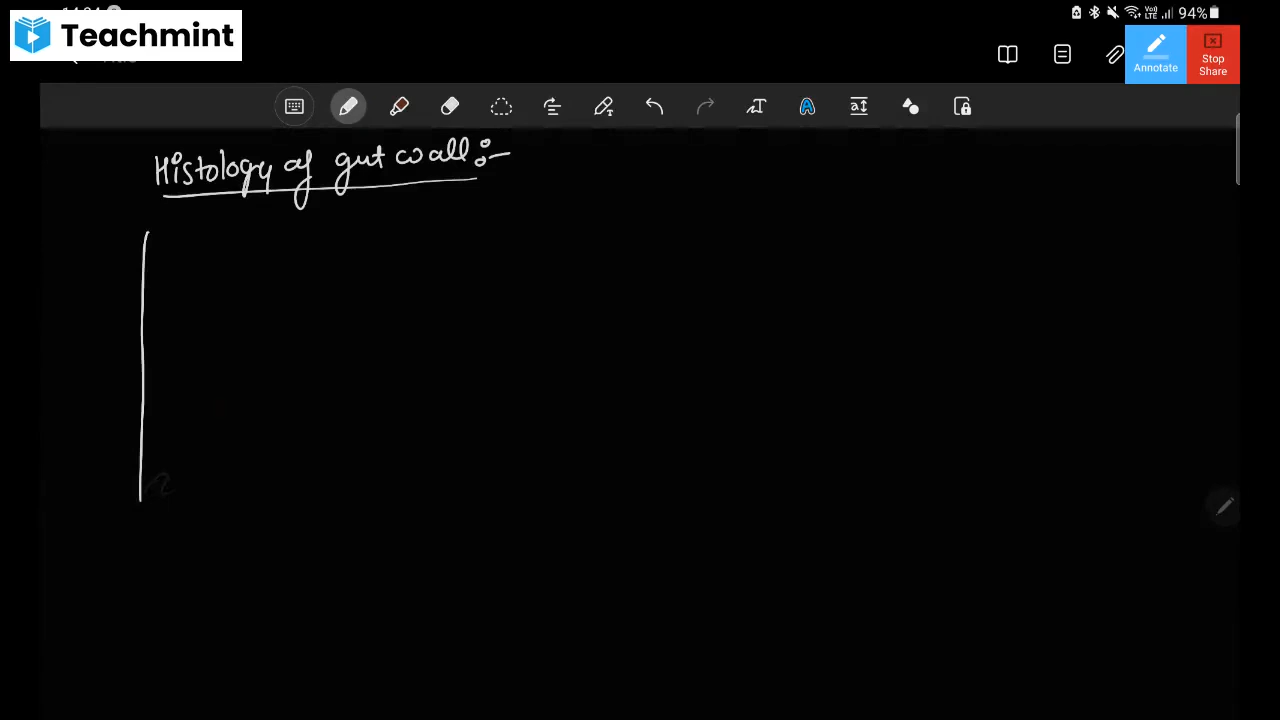 Teachmint
94%
Annotate
Stop
Share
Histology of gut wall :-